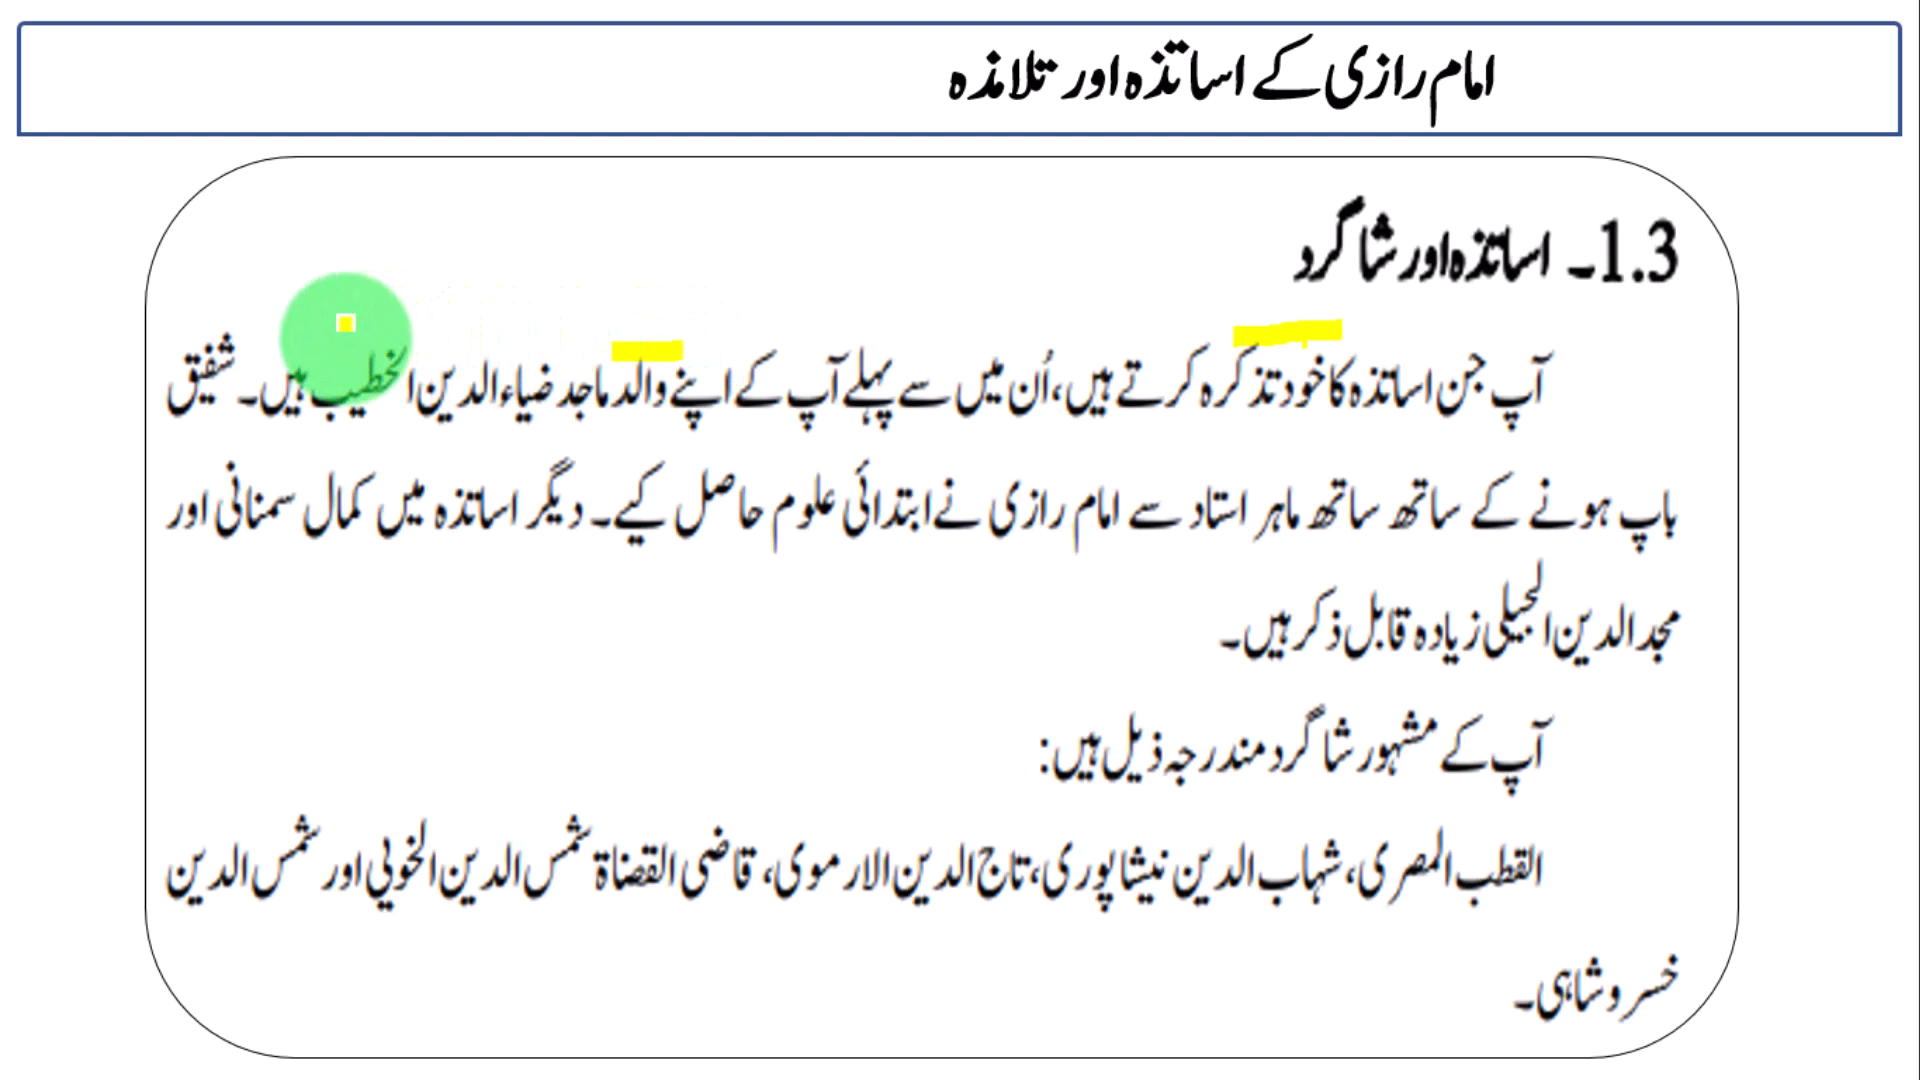 امام رازی کے اساتذہ اور تلامذہ
1.3۔ اساتذہ اور شاگرد
آپ جن اساتذہ کا خود تذکرہ کرتے ہیں، اُن میں سے پہلے آپ کے اپنے والد ماجد ضیاء الدین الخطیب ہیں۔ شفیق
باپ ہونے کے ساتھ ساتھ ماہر استاد سے امام رازی نے ابتدائی علوم حاصل کیے۔ دیگر اساتذہ میں کمال سمنانی اور
مجد الدین الجیلی زیادہ قابل ذکر ہیں۔
آپ کے مشہور شاگرد مندرجہ ذیل ہیں:
القطب المصری، شہاب الدین نیشاپوری، تاج الدین الارموی، قاضی القضاۃ شمس الدین الخویی اور شمس الدین
خسر وشاہی۔